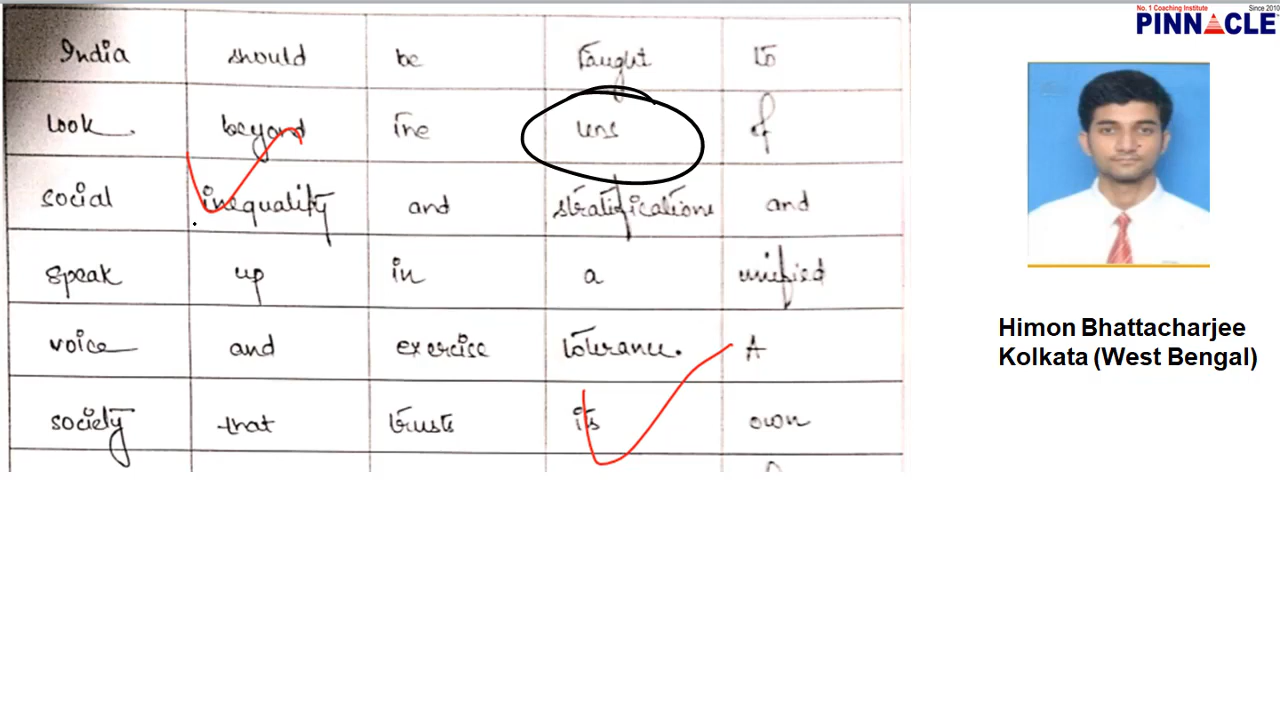 No. 1 Coaching Institute Since 2010
PINNACLE
India should be taught to
look beyond the lens of
social inequality and stratifications and
speak up in a unified
voice and exercise tolerance. A
society that trusts its own
Himon Bhattacharjee
Kolkata (West Bengal)